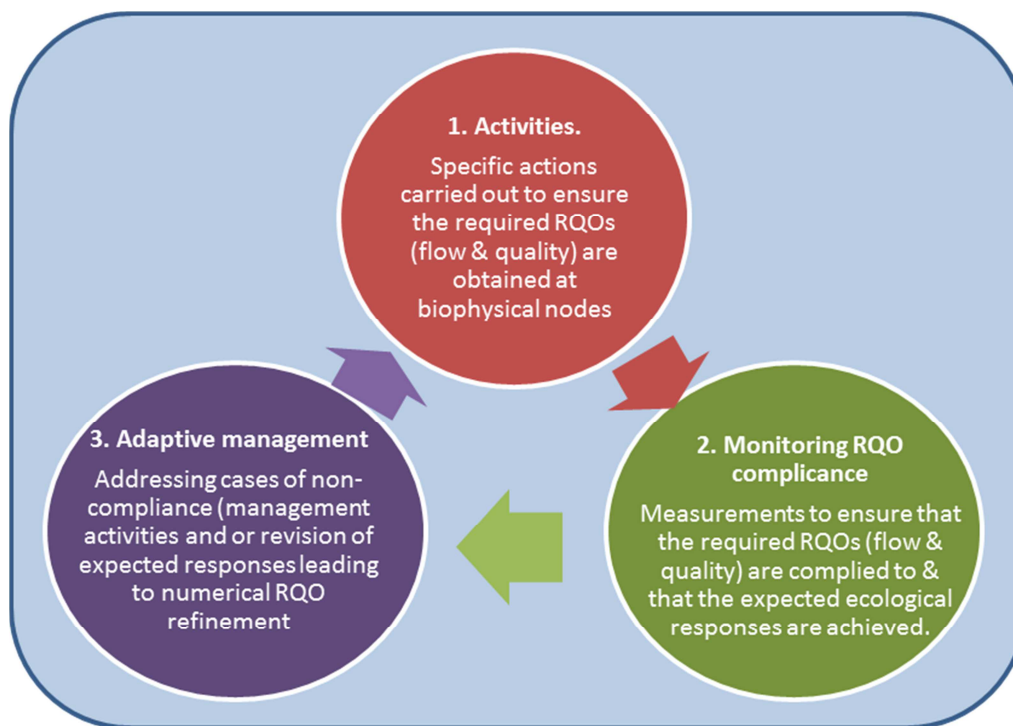 1. Activities.
Specific actions
carried out to ensure
the required RQOs
(flow & quality) are
obtained at
biophysical nodes
2. Monitoring RQO
complicance
Measurements to ensure that
the required RQOs (flow &
quality) are complied to &
that the expected ecological
responses are achieved.
3. Adaptive management
Addressing cases of non-
compliance (management
activities and or revision of
expected responses leading
to numerical RQO
refinement